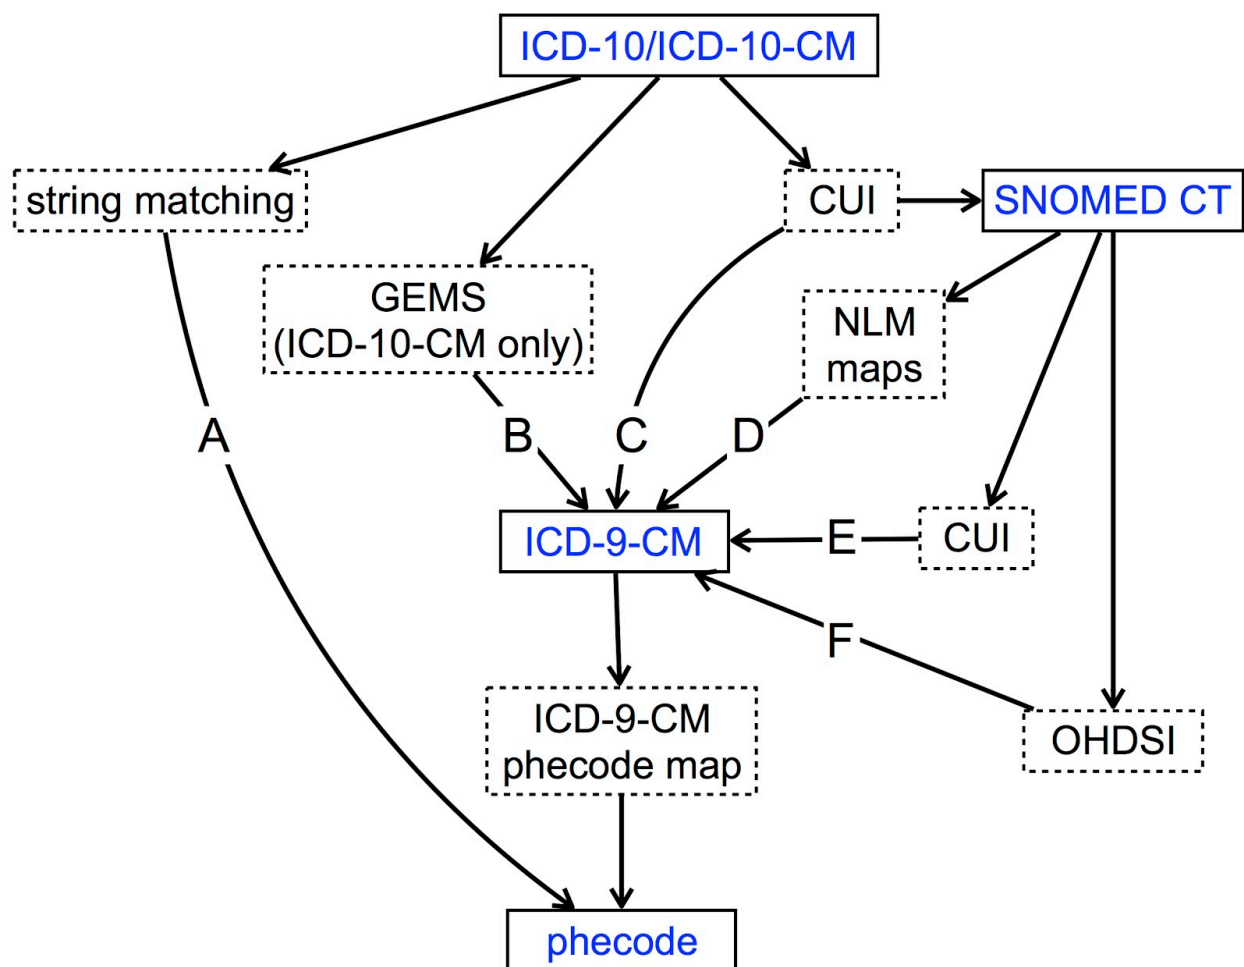 ICD-10/ICD-10-CM
string matching
CUI
SNOMED CT
GEMS
(ICD-10-CM only)
NLM
maps
A
B
C
D
ICD-9-CM
E
CUI
F
ICD-9-CM
phecode map
OHDSI
phecode